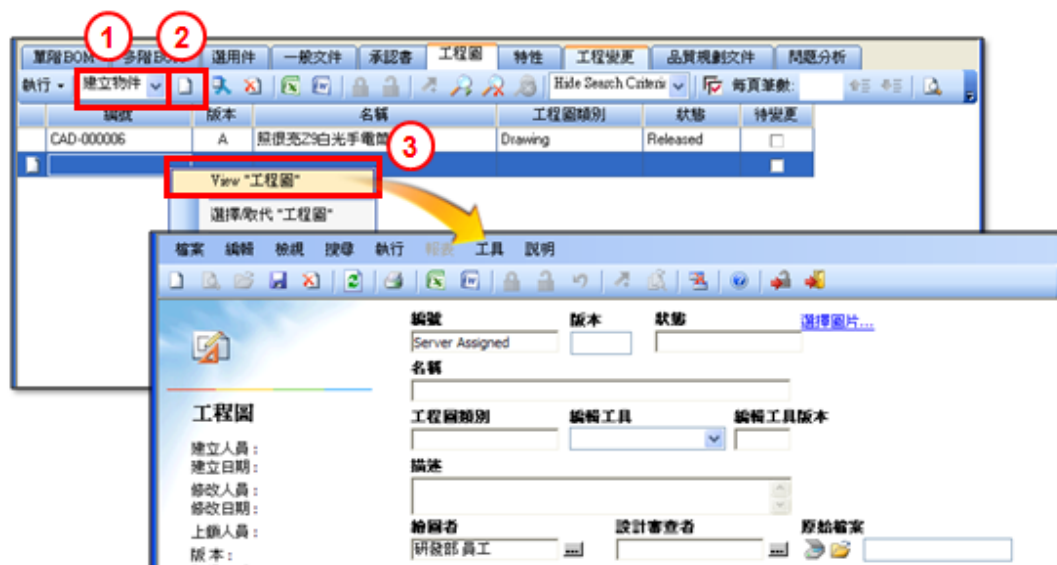 1 2
單階BOM 多階BOM 選用件 一般文件 承認書 工程圖 特性 工程變更 品質規劃文件 問題分析
執行 建立物件 Hide Search Criteria 每頁筆數:
編號 版本 名稱 工程圖類別 狀態 待變更
CAD-000006 A 照很亮Z9白光手電筒 Drawing Released
3
View "工程圖"
選擇/取代 "工程圖"
檔案 編輯 檢視 搜尋 執行 報表 工具 說明
編號 版本 狀態 選擇圖片...
Server Assigned
名稱
工程圖
工程圖類別 編輯工具 編輯工具版本
建立人員:
建立日期:
描述
修改人員:
修改日期:
上鎖人員:
繪圖者 設計審查者 原始檔案
版本:
研發部 員工